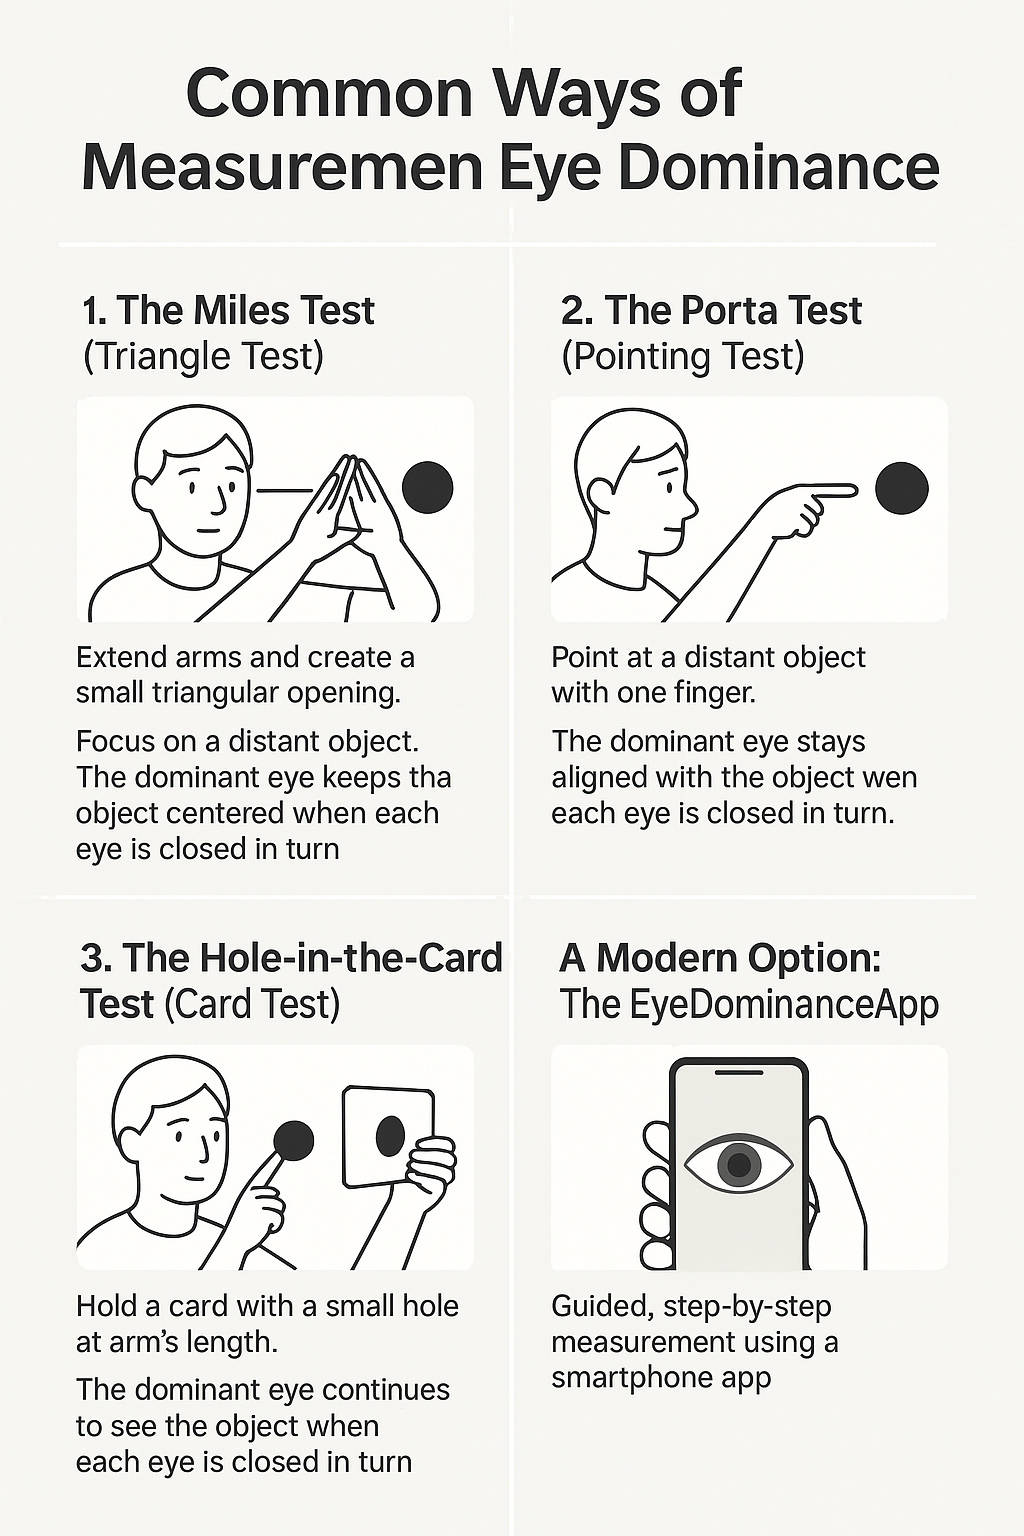 Common Ways of
Measuremen Eye Dominance
1. The Miles Test
(Triangle Test)
Extend arms and create a
small triangular opening.
Focus on a distant object.
The dominant eye keeps tha
object centered when each
eye is closed in turn
2. The Porta Test
(Pointing Test)
Point at a distant object
with one finger.
The dominant eye stays
aligned with the object wen
each eye is closed in turn.
3. The Hole-in-the-Card
Test (Card Test)
Hold a card with a small hole
at arm’s length.
The dominant eye continues
to see the object when
each eye is closed in turn
A Modern Option:
The EyeDominanceApp
Guided, step-by-step
measurement using a
smartphone app